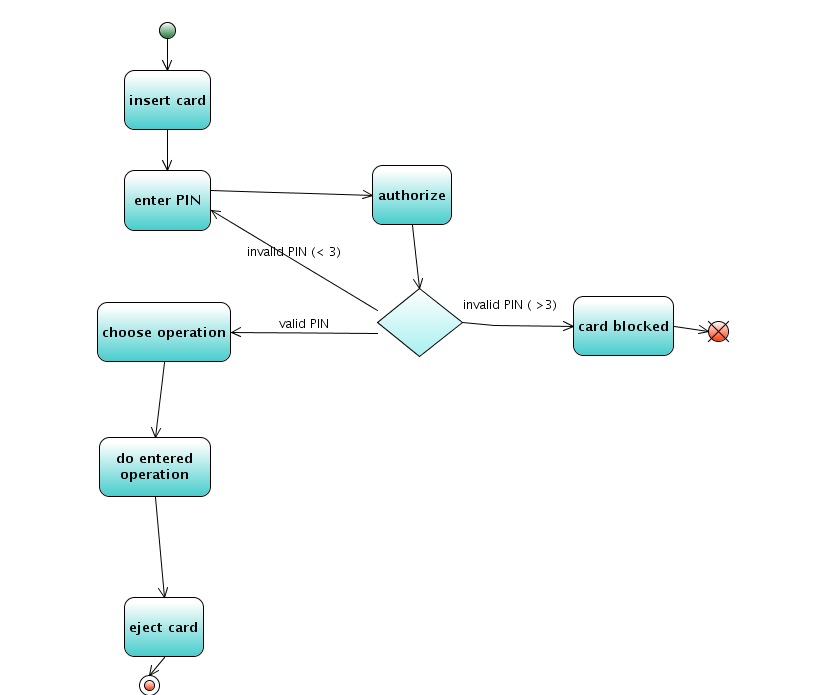 insert card
enter PIN
authorize
invalid PIN (< 3)
invalid PIN ( >3)
valid PIN
choose operation
card blocked
do entered
operation
eject card